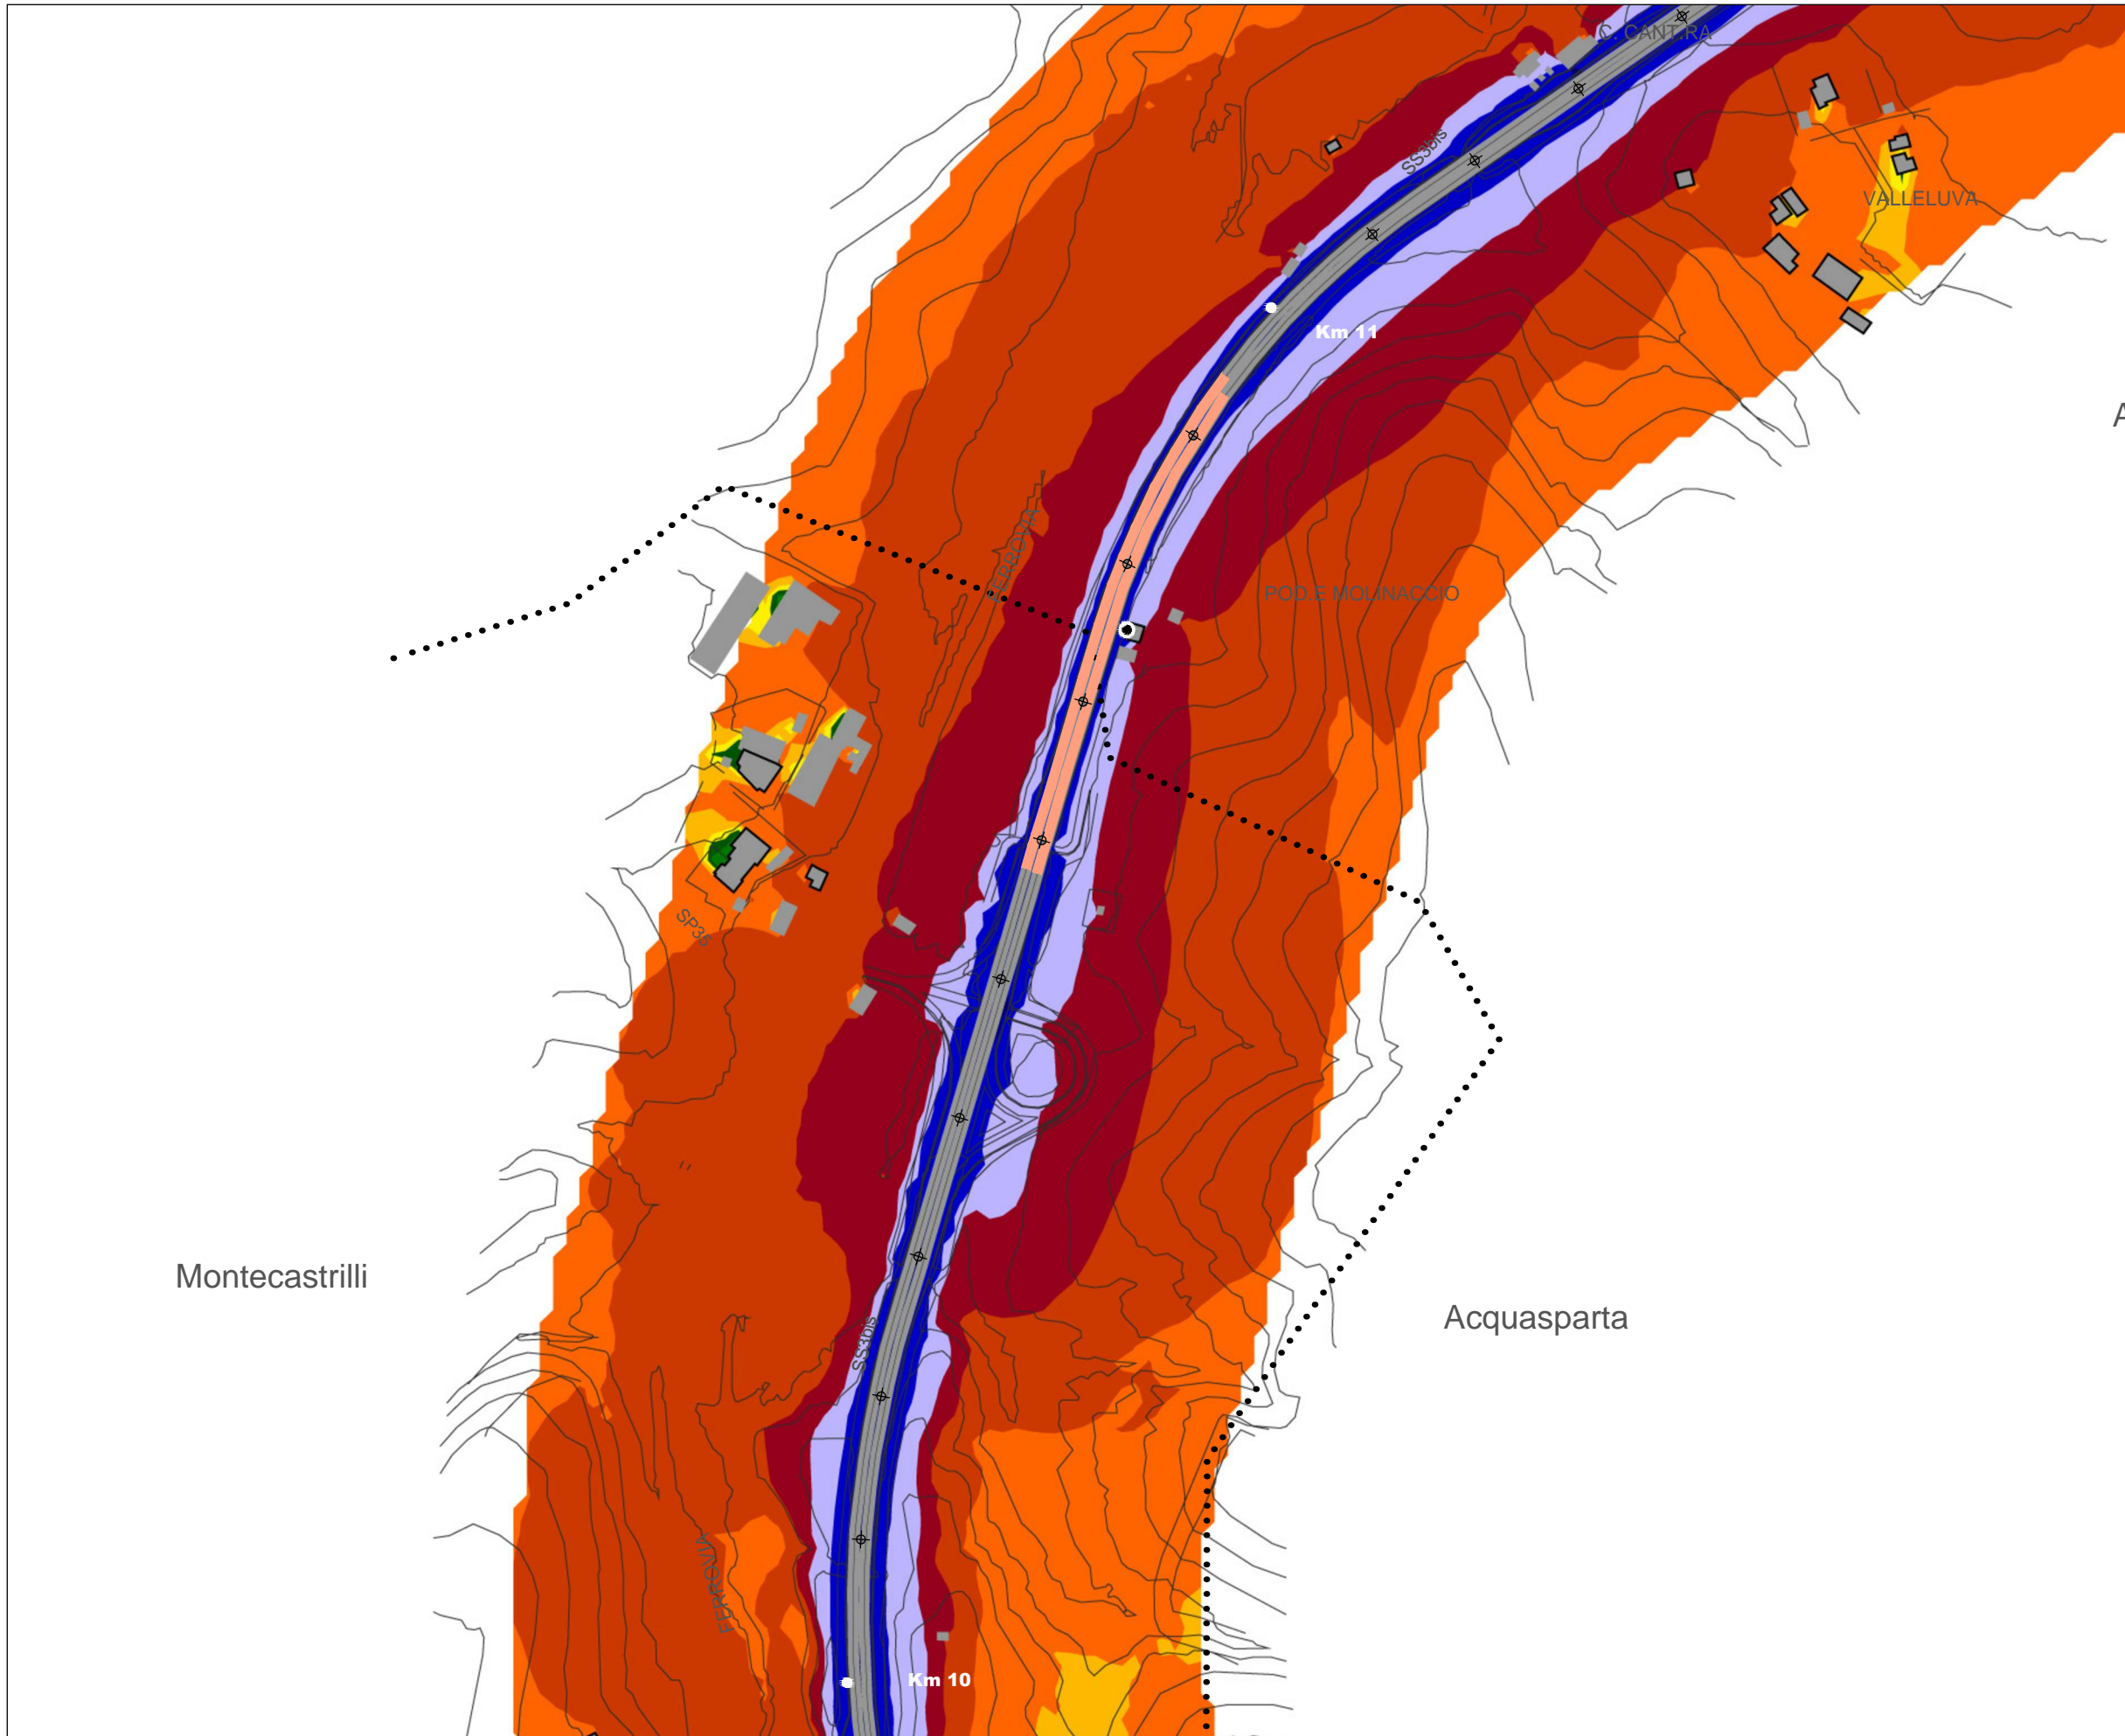 C. CANT.RA
SS3bis
VALLELUVA
Km 11
A
FERROVIA
POD.E MOLINACCIO
SP35
Montecastrilli
Acquasparta
SS3bis
FERROVIA
Km 10